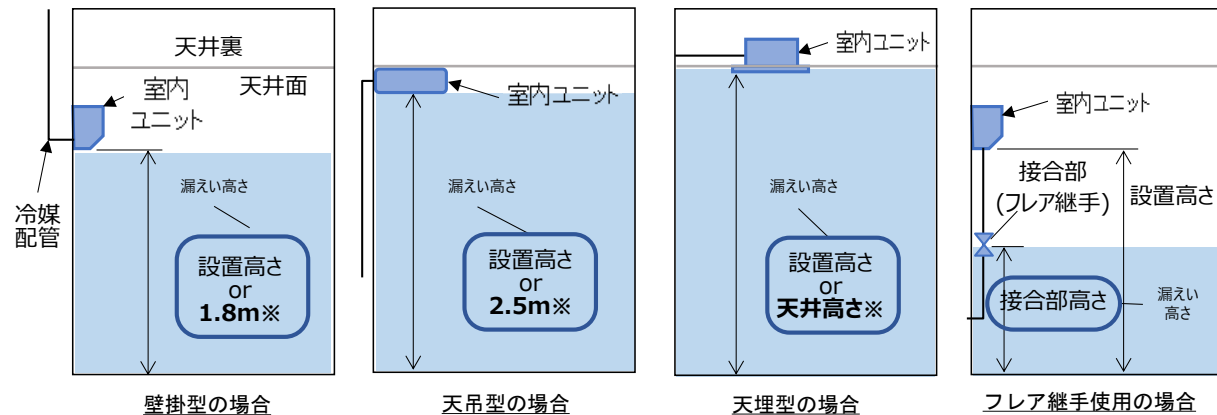 天井裏
天井面
室内
ユニット
冷媒
配管
漏えい高さ
設置高さ
or
1.8m※
壁掛型の場合
室内ユニット
漏えい高さ
設置高さ
or
2.5m※
天吊型の場合
室内ユニット
漏えい高さ
設置高さ
or
天井高さ※
天埋型の場合
室内ユニット
接合部
(フレア継手)
設置高さ
接合部高さ
漏えい
高さ
フレア継手使用の場合